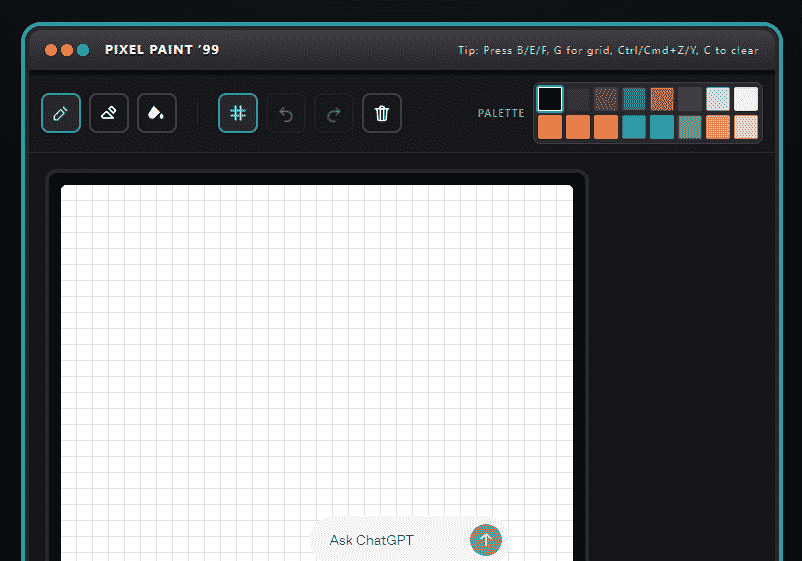 PIXEL PAINT ’99
Tip: Press B/E/F, G for grid, Ctrl/Cmd+Z/Y, C to clear
PALETTE
Ask ChatGPT